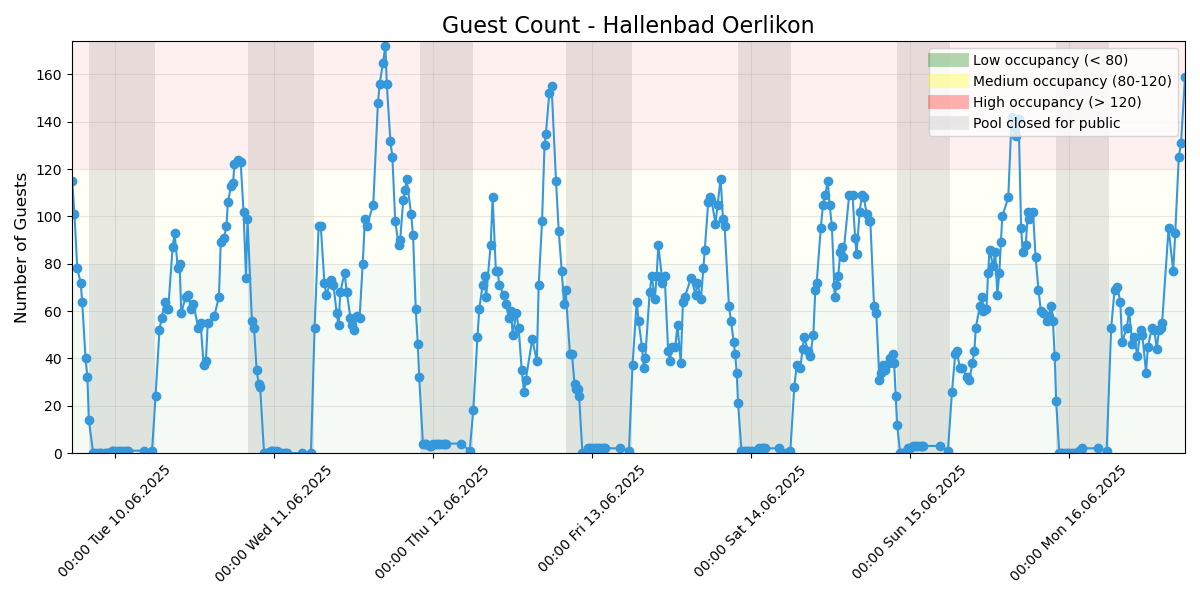 Guest Count - Hallenbad Oerlikon
Number of Guests
160
140
120
100
80
60
40
20
0
Low occupancy (< 80)
Medium occupancy (80-120)
High occupancy (> 120)
Pool closed for public
00:00 Tue 10.06.2025
00:00 Wed 11.06.2025
00:00 Thu 12.06.2025
00:00 Fri 13.06.2025
00:00 Sat 14.06.2025
00:00 Sun 15.06.2025
00:00 Mon 16.06.2025